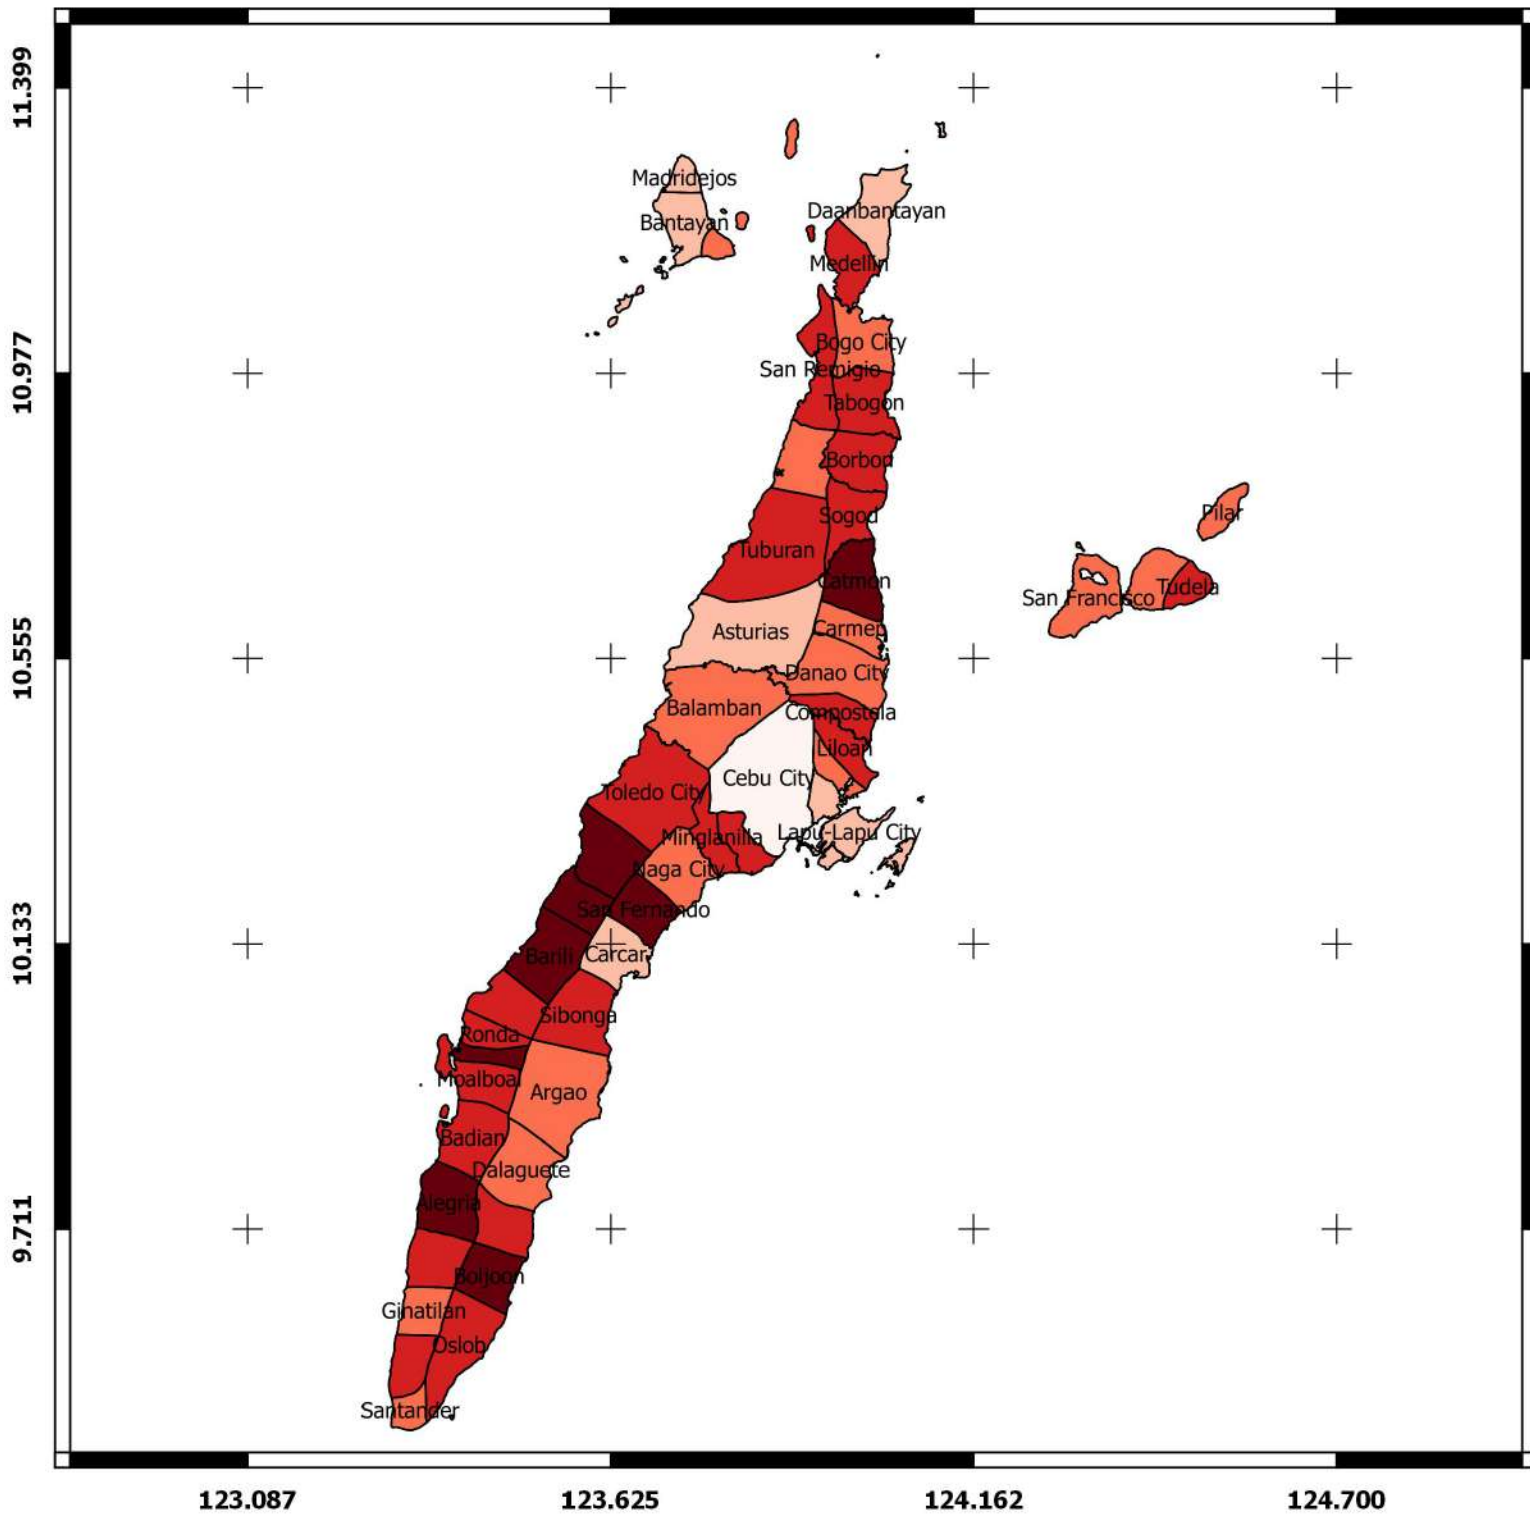 11.399
Madridejos
Daanbantayan
Bantayan
Medellin
Bogo City
10.977
San Remigio
Tabogon
Borbon
Pilar
Sogod
Tuburan
Catmon
Tudela
San Francisco
Carmen
Asturias
10.555
Danao City
Balamban
Compostela
Liloan
Cebu City
Toledo City
Lapu-Lapu City
Minglanilla
Naga City
San Fernando
10.133
Barili
Carcar
Sibonga
Ronda
Moalboal
Argao
Badian
Dalaguete
Alegria
9.711
Boljoon
Ginatilan
Oslob
Santander
123.087 123.625 124.162 124.700